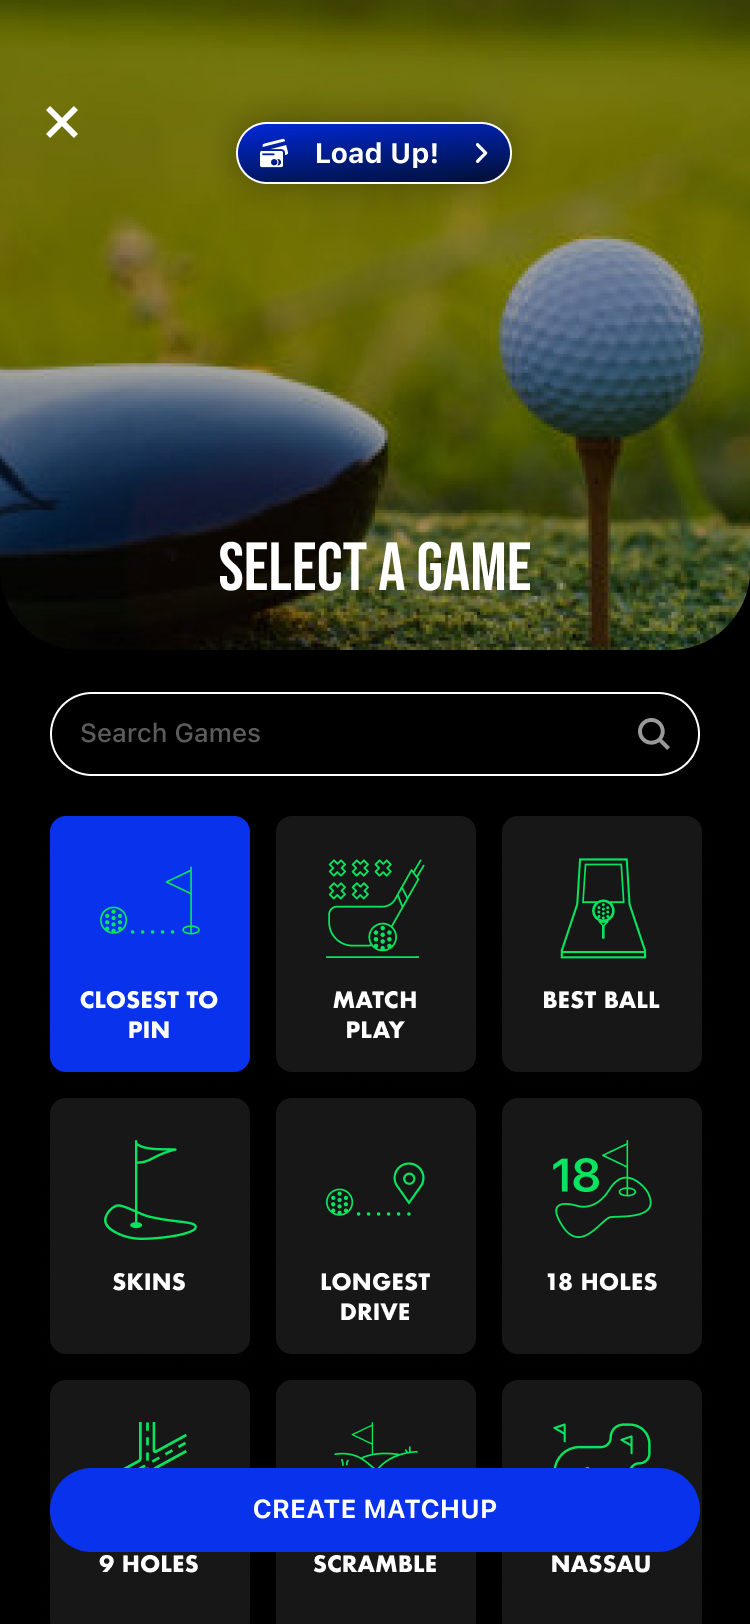 Load Up!
SELECT A GAME
Search Games
CLOSEST TO
PIN
MATCH
PLAY
BEST BALL
SKINS
LONGEST
DRIVE
18
18 HOLES
CREATE MATCHUP
9 HOLES
SCRAMBLE
NASSAU